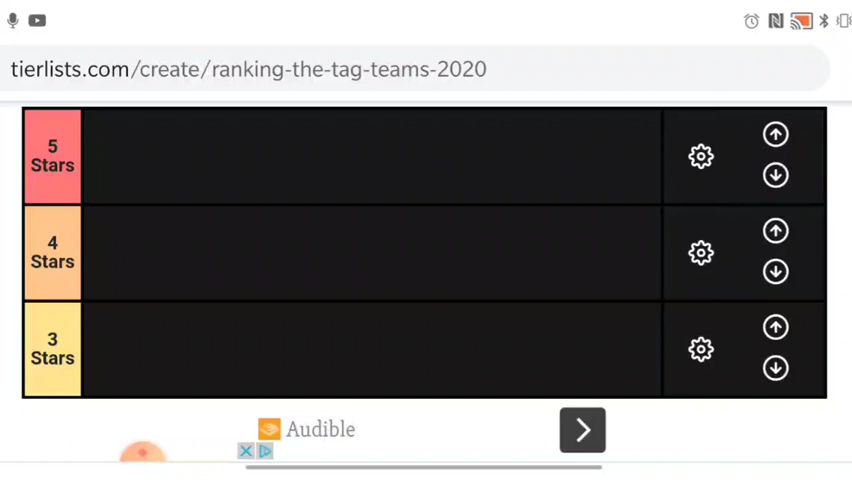 tierlists.com/create/ranking-the-tag-teams-2020
5
Stars
4
Stars
3
Stars
Audible